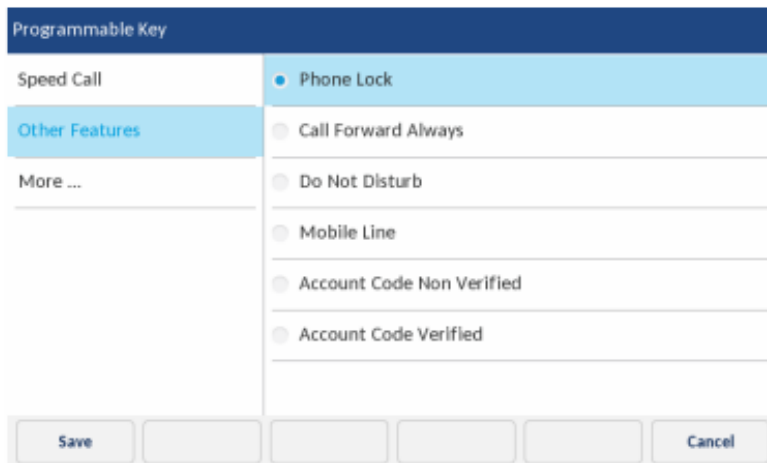 Programmable Key
Speed Call
Other Features
More ...
Phone Lock
Call Forward Always
Do Not Disturb
Mobile Line
Account Code Non Verified
Account Code Verified
Save
Cancel